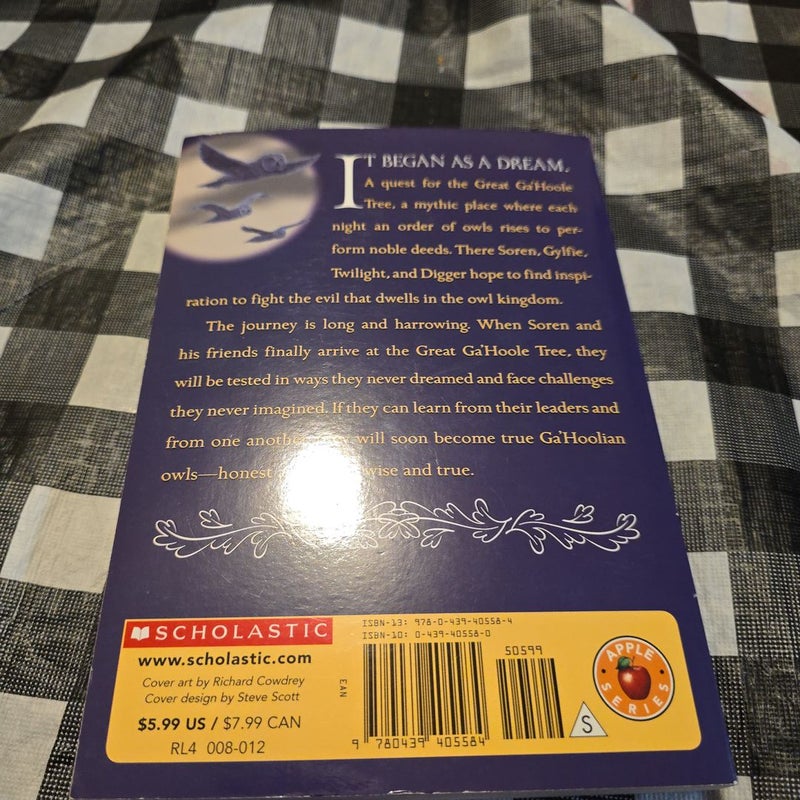 IT BEGAN AS A DREAM.
A quest for the Great Ga'Hoole
Tree, a mythic place where each
night an order of owls rises to per-
form noble deeds. There Soren, Gylfie,
Twilight, and Digger hope to find inspi-
ration to fight the evil that dwells in the owl kingdom.
The journey is long and harrowing. When Soren and
his friends finally arrive at the Great Ga'Hoole Tree, they
will be tested in ways they never dreamed and face challenges
they never imagined. If they can learn from their leaders and
from one another will soon become true Ga'Hoolian
owls—honest wise and true.
SCHOLASTIC
www.scholastic.com
Cover art by Richard Cowdrey
Cover design by Steve Scott
$5.99 US / $7.99 CAN
RL4 008-012
ISBN-13: 978-0-439-40558-4
ISBN-10: 0-439-40558-0
EAN
50599
9 780439 405584
S
APPLE
SERIES